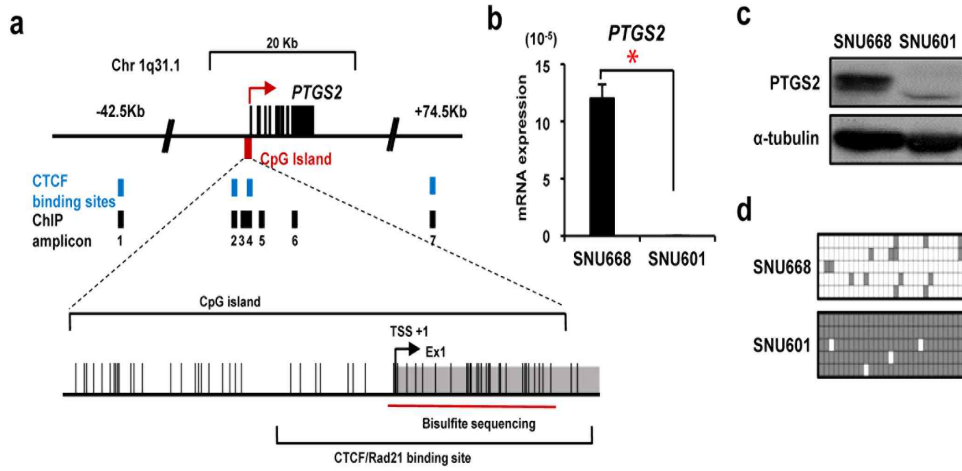 a
20 Kb
Chr 1q31.1
PTGS2
-42.5Kb
+74.5Kb
CpG Island
CTCF
binding sites
ChIP
amplicon
1
2 3 4 5 6 7
CpG island
TSS +1
Ex1
Bisulfite sequencing
CTCF/Rad21 binding site
b
(10-5)
PTGS2
*
15
10
5
0
mRNA expression
SNU668 SNU601
c
SNU668 SNU601
PTGS2
α-tubulin
d
SNU668
SNU601